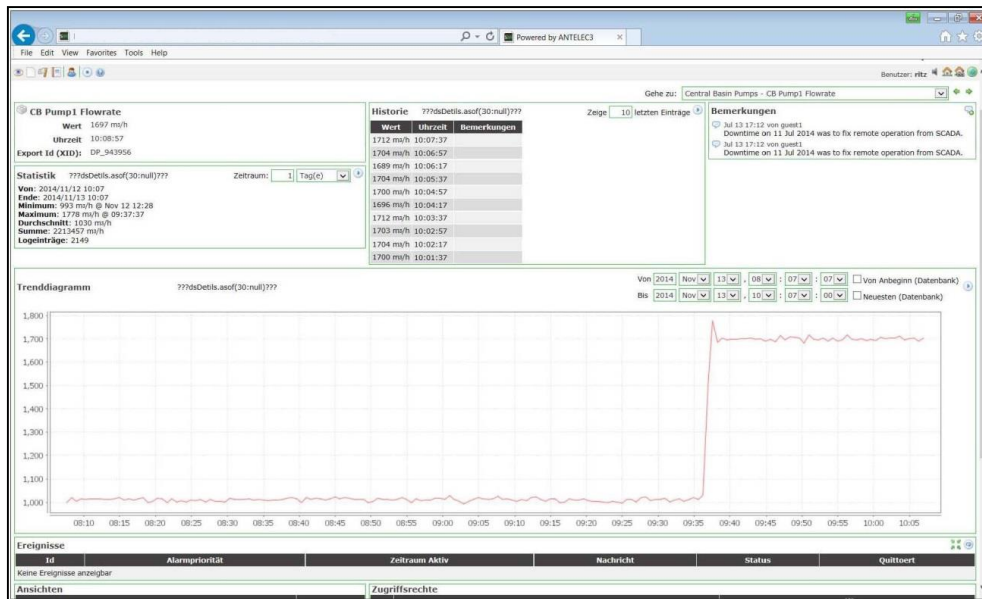 Powered by ANTELEC3
File Edit View Favorites Tools Help
Benutzer: ritz
Gehe zu: Central Basin Pumps - CB Pump1 Flowrate
CB Pump1 Flowrate
Wert 1697 m³/h
Uhrzeit 10:08:57
Export Id (XID): DP_943956
Statistik ???dsDetils.asof(30:null)??? Zeitraum: 1 Tag(e)
Von: 2014/11/12 10:07
Ende: 2014/11/13 10:07
Minimum: 993 m³/h @ Nov 12 12:28
Maximum: 1778 m³/h @ 09:37:37
Durchschnitt: 1030 m³/h
Summe: 2213457 m³/h
Logeinträge: 2149
Historie ???dsDetils.asof(30:null)??? Zeige 10 letzten Einträge
Wert Uhrzeit Bemerkungen
1712 m³/h 10:07:37
1704 m³/h 10:06:57
1689 m³/h 10:06:17
1704 m³/h 10:05:37
1700 m³/h 10:04:57
1696 m³/h 10:04:17
1712 m³/h 10:03:37
1703 m³/h 10:02:57
1704 m³/h 10:02:17
1700 m³/h 10:01:37
Bemerkungen
Jul 13 17:12 von guest1
Downtime on 11 Jul 2014 was to fix remote operation from SCADA.
Jul 13 17:12 von guest1
Downtime on 11 Jul 2014 was to fix remote operation from SCADA.
Trenddiagramm ???dsDetils.asof(30:null)???
Von 2014 Nov 13 , 08 : 07 : 07 Von Anbeginn (Datenbank)
Bis 2014 Nov 13 , 10 : 07 : 00 Neuesten (Datenbank)
1,800
1,700
1,600
1,500
1,400
1,300
1,200
1,100
1,000
08:10 08:15 08:20 08:25 08:30 08:35 08:40 08:45 08:50 08:55 09:00 09:05 09:10 09:15 09:20 09:25 09:30 09:35 09:40 09:45 09:50 09:55 10:00 10:05
Ereignisse
Id Alarmpriorität Zeitraum Aktiv Nachricht Status Quittoert
Keine Ereignisse anzeigbar
Ansichten Zugriffsrechte